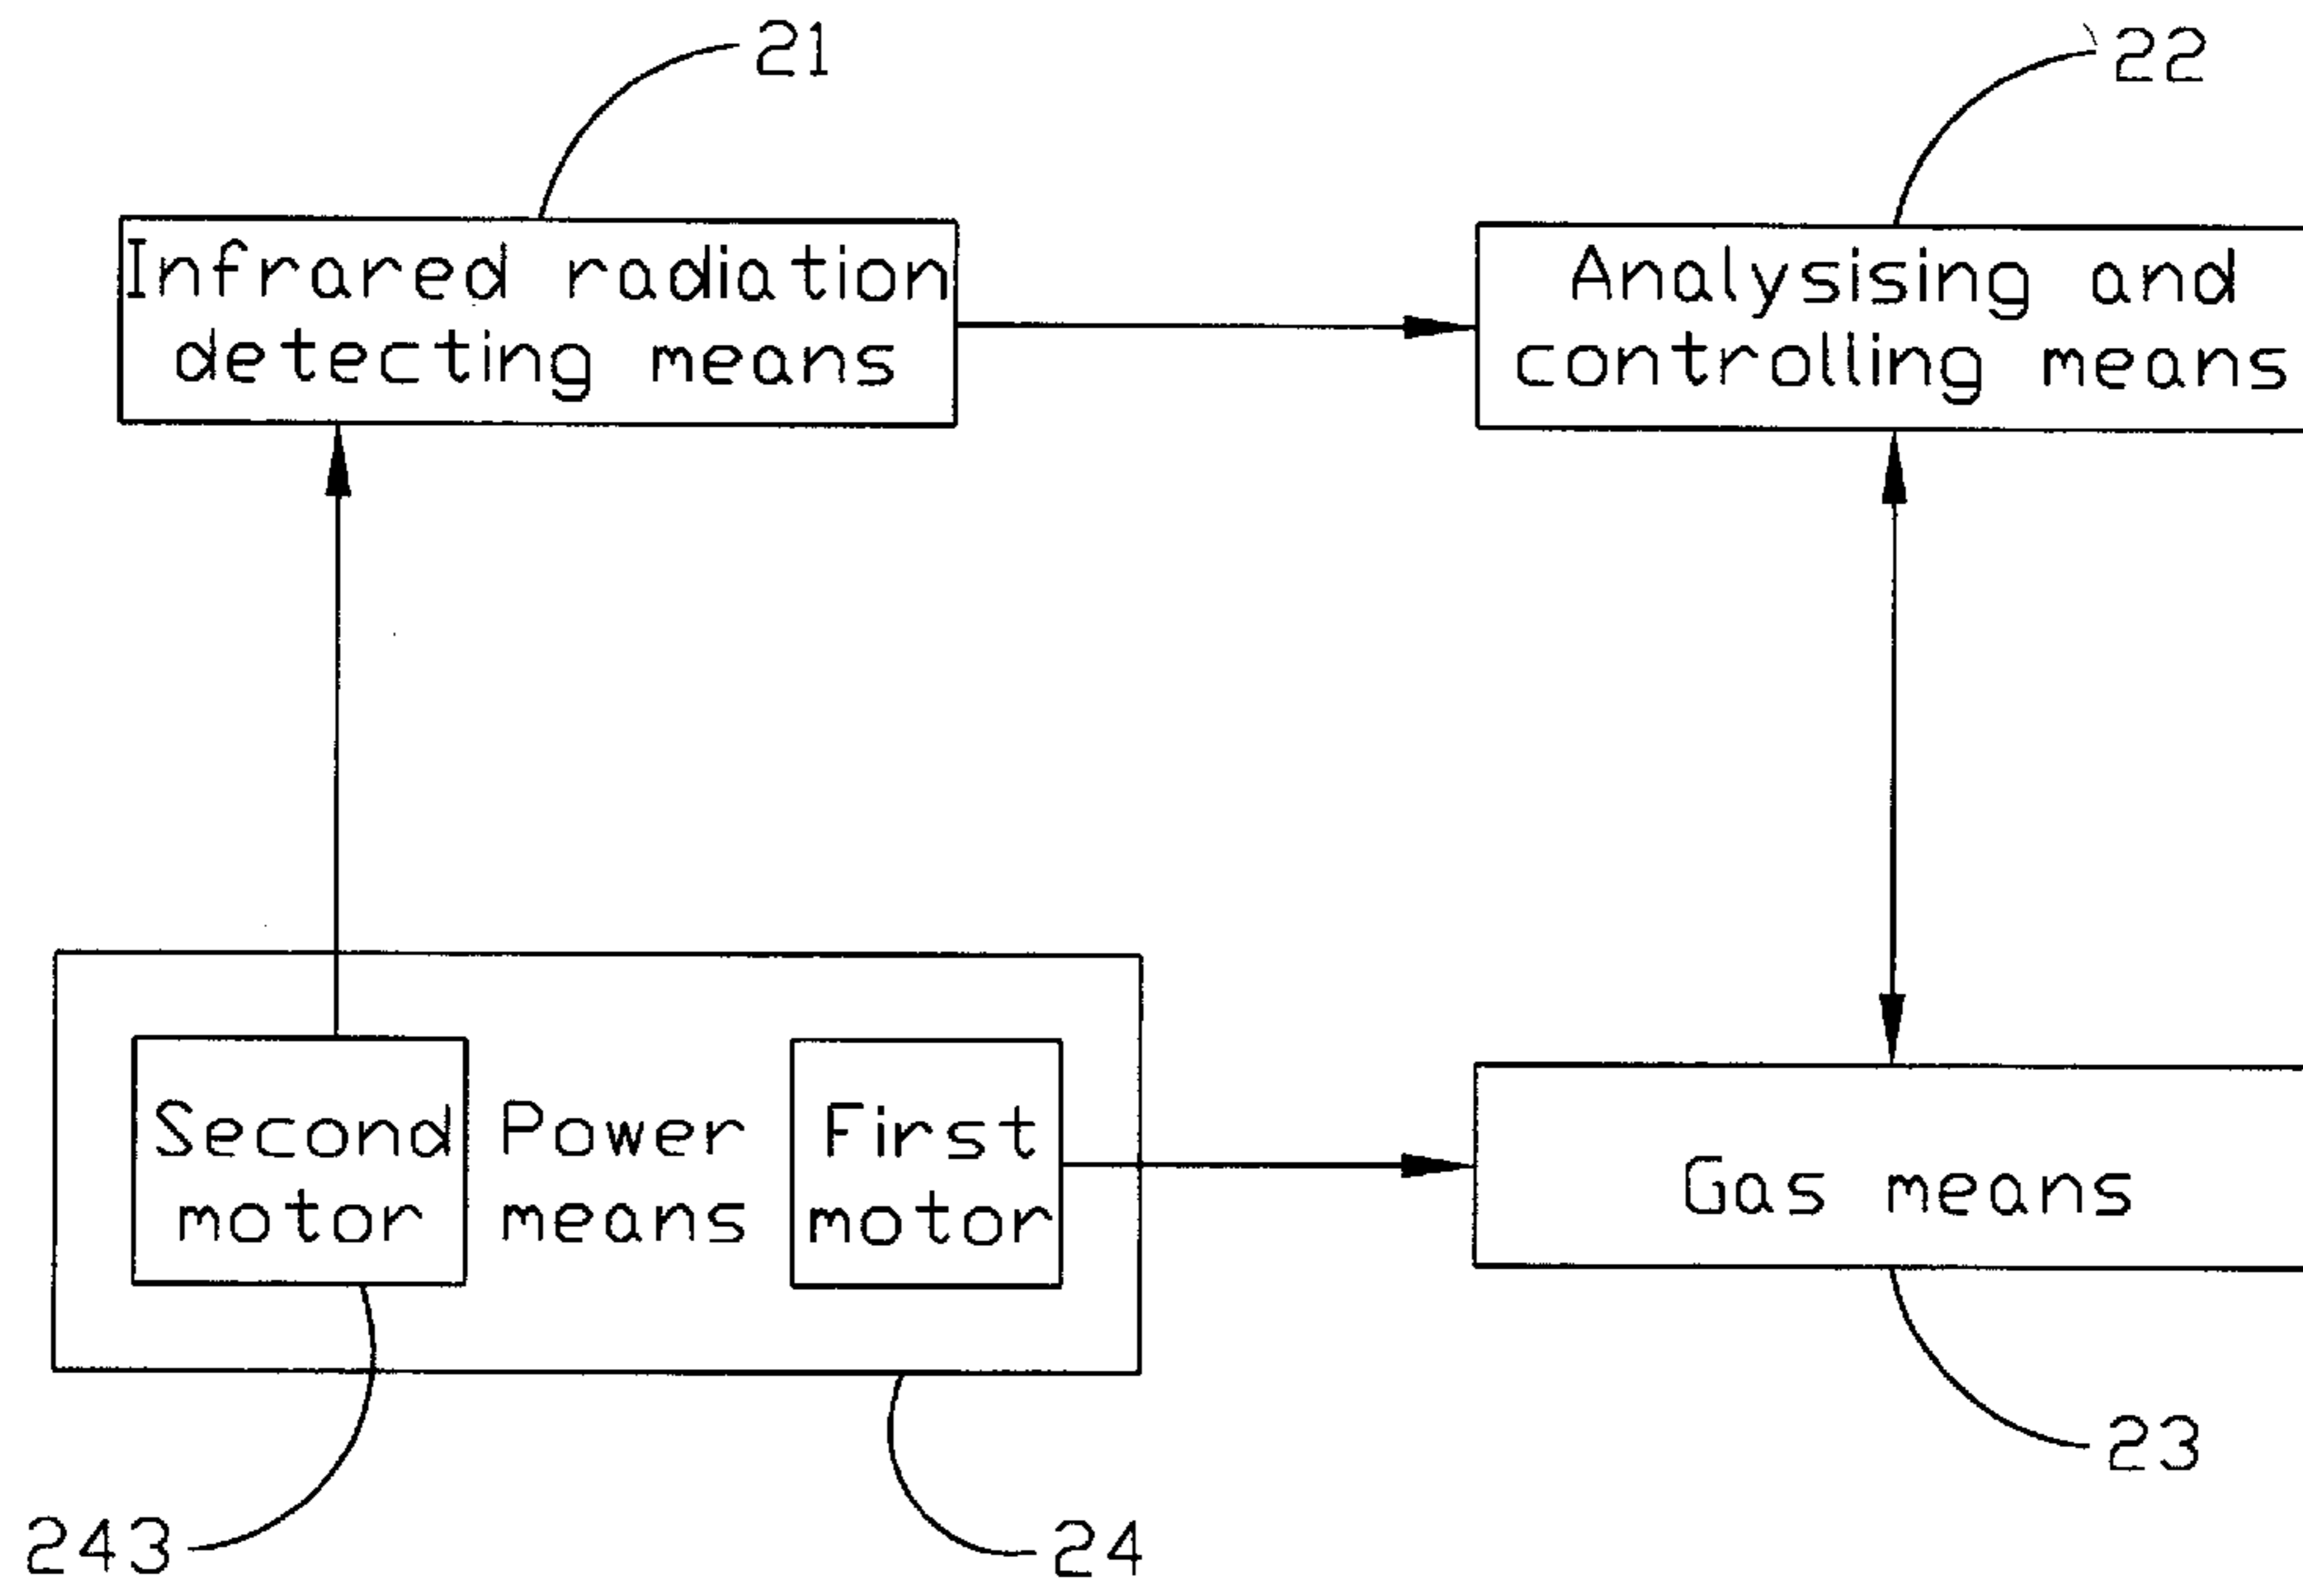 21
22
Infrared radiation
detecting means
Analysising and
controlling means
Second
motor
Power
means
First
motor
Gas means
23
243
24